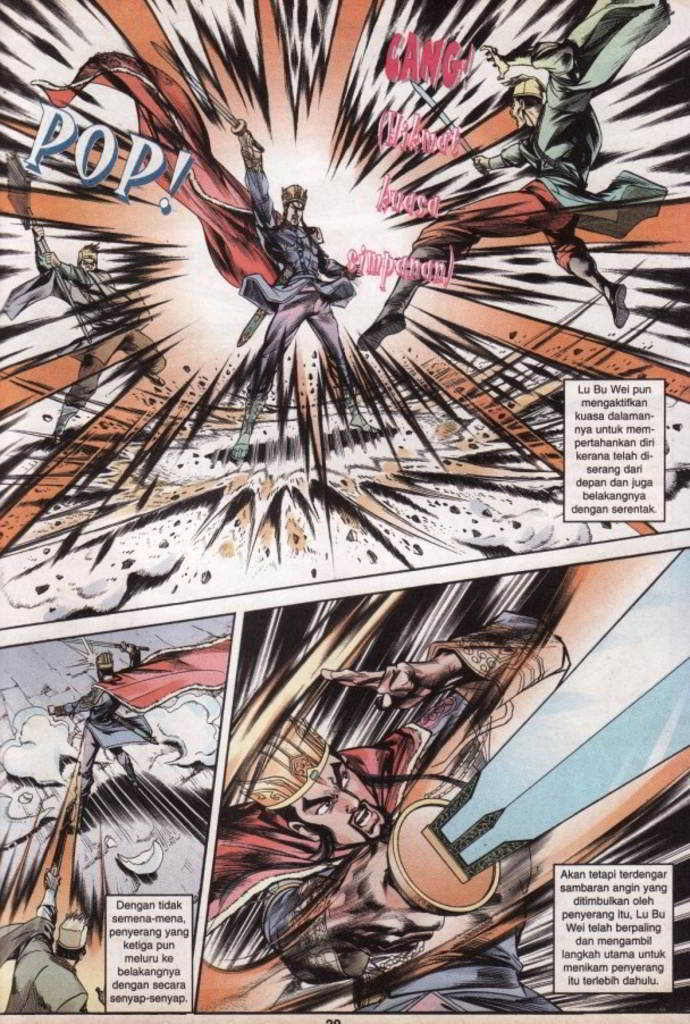 POP!
CANG!
(Hikmat
kuasa
simpanan)
Lu Bu Wei pun
mengaktifkan
kuasa dalaman-
nya untuk mem-
pertahankan diri
kerana telah di-
serang dari
depan dan juga
belakangnya
dengan serentak.
Dengan tidak
semena-mena,
penyerang yang
ketiga pun
meluru ke
belakangnya
dengan secara
senyap-senyap.
Akan tetapi terdengar
sambaran angin yang
ditimbulkan oleh
penyerang itu, Lu Bu
Wei telah berpaling
dan mengambil
langkah utama untuk
menikam penyerang
itu terlebih dahulu.